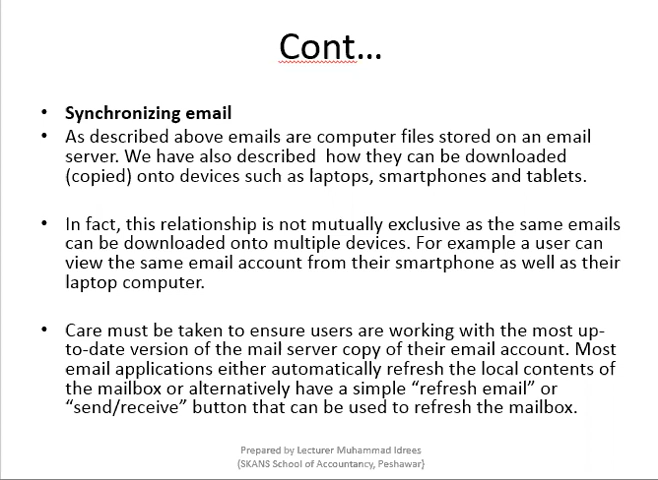 Cont…
• Synchronizing email
• As described above emails are computer files stored on an email
server. We have also described  how they can be downloaded
(copied) onto devices such as laptops, smartphones and tablets.
• In fact, this relationship is not mutually exclusive as the same emails
can be downloaded onto multiple devices. For example a user can
view the same email account from their smartphone as well as their
laptop computer.
• Care must be taken to ensure users are working with the most up-
to-date version of the mail server copy of their email account. Most
email applications either automatically refresh the local contents of
the mailbox or alternatively have a simple “refresh email” or
“send/receive” button that can be used to refresh the mailbox.
Prepared by Lecturer Muhammad Idrees
{SKANS School of Accountancy, Peshawar}